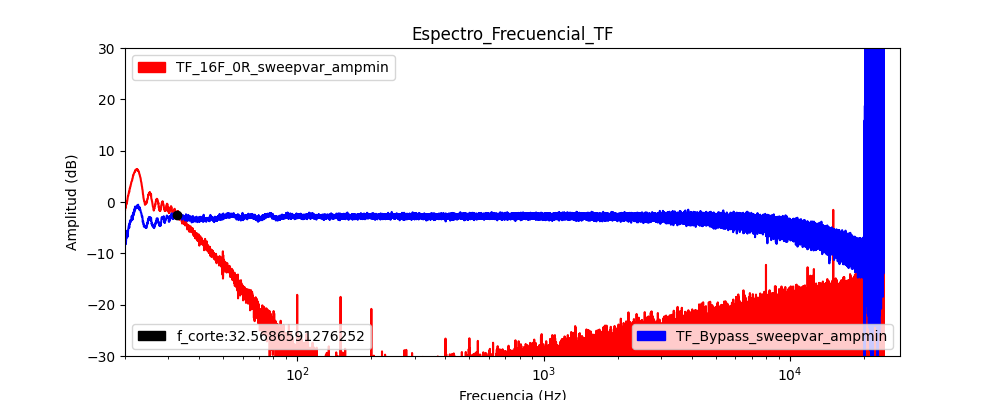 Espectro_Frecuencial_TF
TF_16F_0R_sweepvar_ampmin
30
20
10
0
−10
−20
−30
Amplitud (dB)
f_corte:32.5686591276252
TF_Bypass_sweepvar_ampmin
10²
10³
10⁴
Frecuencia (Hz)